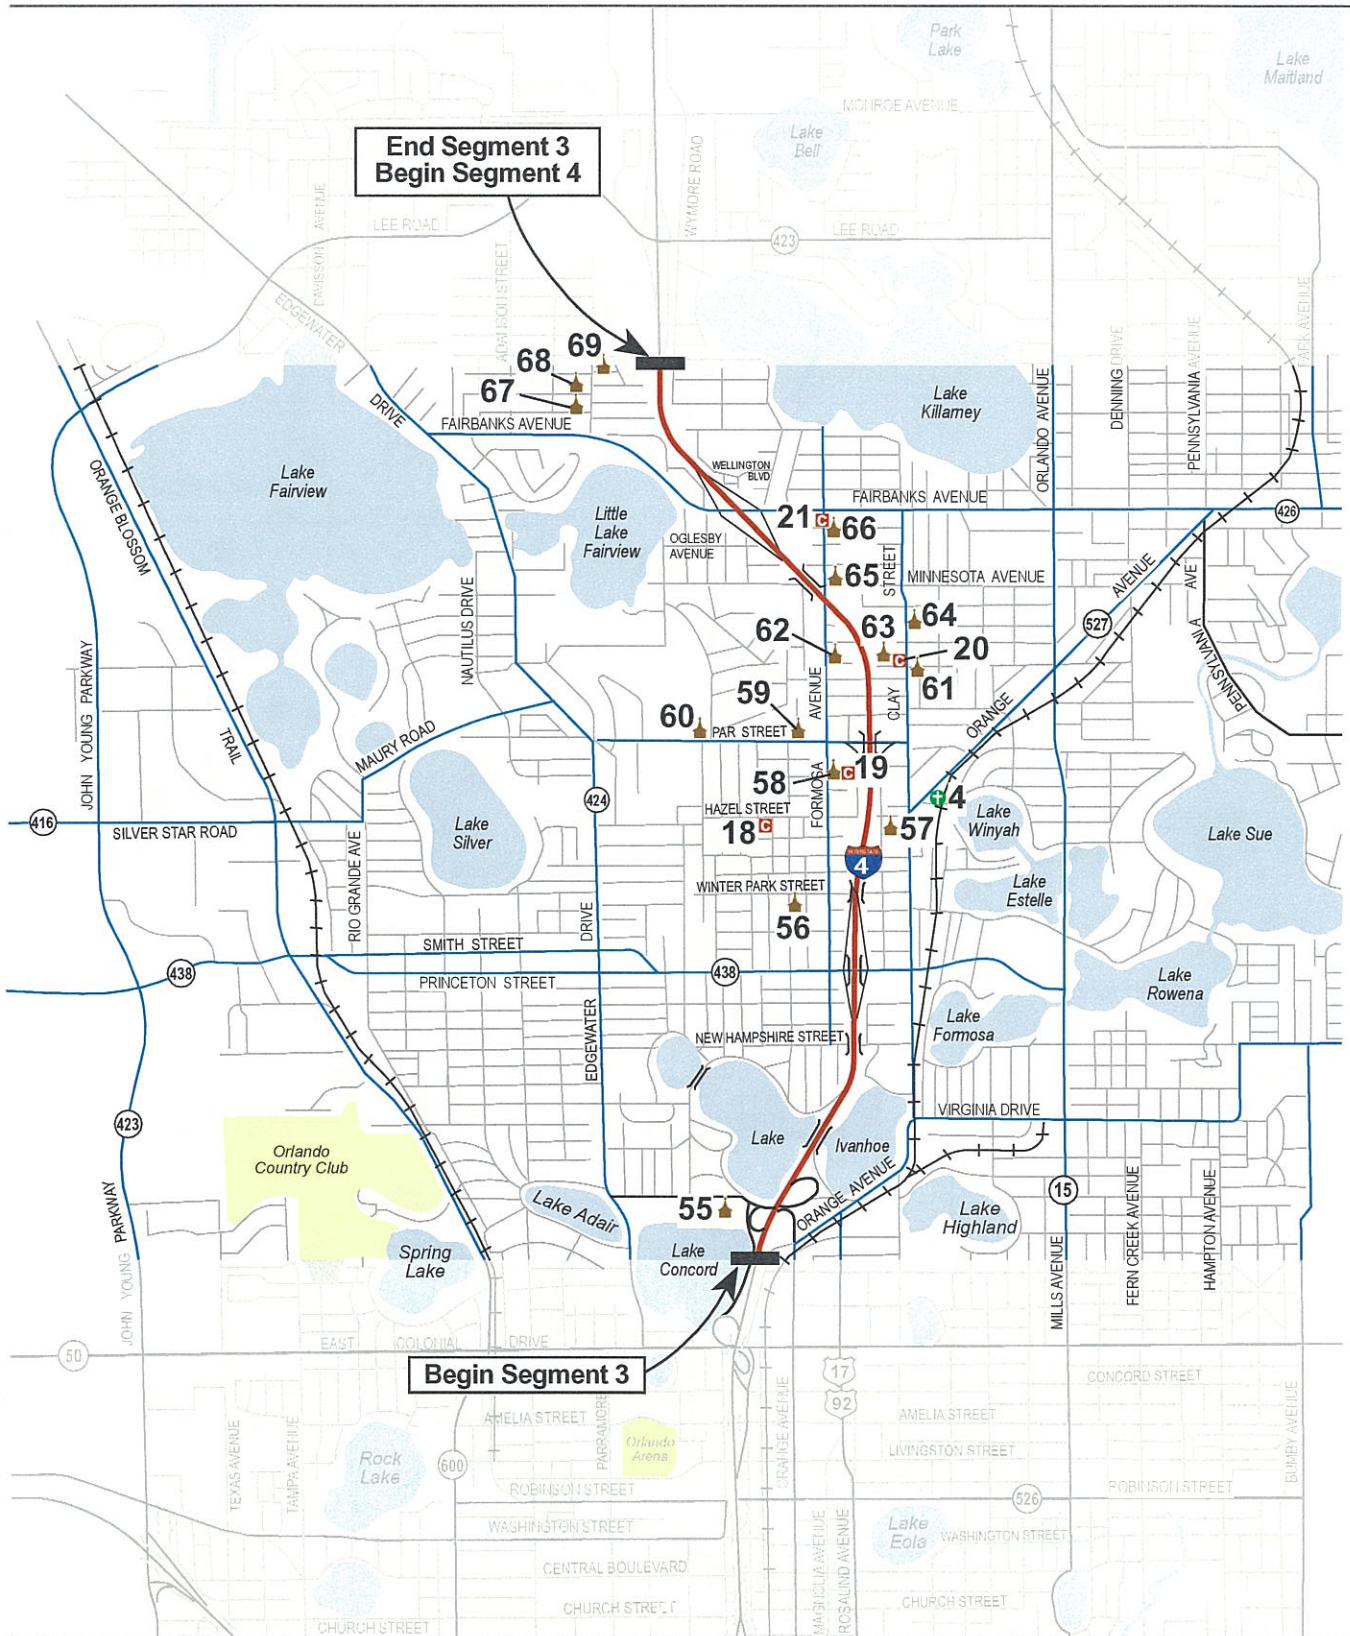 Park
Lake
Lake
Maitland
MONROE AVENUE
Lake
Bell
End Segment 3
Begin Segment 4
WYMORE ROAD
DAVISSON AVENUE
LEE ROAD
423
LEE ROAD
ADANSON STREET
EDGEWATER
DRIVE
PARK AVENUE
69
68
67
Lake
Killarney
ORLANDO AVENUE
DENNING DRIVE
PENNSYLVANIA AVENUE
FAIRBANKS AVENUE
ORANGE BLOSSOM
Lake
Fairview
WELLINGTON
BLVD
FAIRBANKS AVENUE
426
Little
Lake
Fairview
21
C
66
OGLESBY
AVENUE
65
STREET
MINNESOTA AVENUE
AVENUE
PENNSYLVANIA AVE
NAUTILUS DRIVE
64
527
62
63
C
20
61
JOHN YOUNG PARKWAY
AVENUE
CLAY
ORANGE
PENNSYLVANIA
60
59
PAR STREET
TRAIL
MAURY ROAD
58
C
19
FORMOSA
424
HAZEL STREET
18
C
4
57
Lake
Winyah
416
SILVER STAR ROAD
Lake
Silver
Lake Sue
INTERSTATE
4
RIO GRANDE AVE
WINTER PARK STREET
Lake
Estelle
56
DRIVE
SMITH STREET
438
438
PRINCETON STREET
Lake
Rowena
EDGEWATER
NEW HAMPSHIRE STREET
Lake
Formosa
423
VIRGINIA DRIVE
Orlando
Country Club
Lake
Ivanhoe
ORANGE AVENUE
15
PARKWAY
Lake Adair
55
Lake
Highland
FERN CREEK AVENUE
HAMPTON AVENUE
Spring
Lake
Lake
Concord
MILLS AVENUE
JOHN YOUNG
EAST COLONIAL DRIVE
50
Begin Segment 3
17
92
CONCORD STREET
ORANGE AVENUE
AMELIA STREET
PARRAMORE
AMELIA STREET
BUMBY AVENUE
TEXAS AVENUE
TAMPA AVENUE
Rock
Lake
600
Orlando
Arena
LIVINGSTON STREET
ROBINSON STREET
526
ROBINSON STREET
WASHINGTON STREET
Lake
Eola
WASHINGTON STREET
MAGNOLIA AVENUE
ROSALIND AVENUE
CENTRAL BOULEVARD
CHURCH STREET
CHURCH STREET
CHURCH STREET